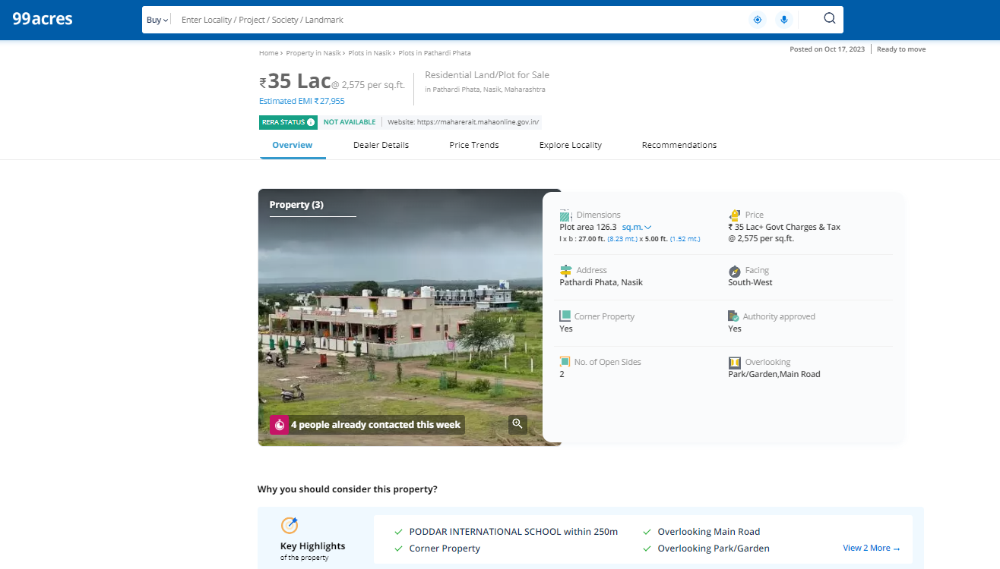 99acres
Buy
Enter Locality / Project / Society / Landmark
Home › Property in Nasik › Plots in Nasik › Plots in Pathardi Phata
Posted on Oct 17, 2023 | Ready to move
₹35 Lac @ 2,575 per sq.ft.
Estimated EMI ₹27,955
Residential Land/Plot for Sale
in Pathardi Phata, Nasik, Maharashtra
RERA STATUS i NOT AVAILABLE | Website: https://maharerait.mahaonline.gov.in/
Overview Dealer Details Price Trends Explore Locality Recommendations
Property (3)
4 people already contacted this week
Dimensions
Plot area 126.3 sq.m.
l x b : 27.00 ft. (8.23 mt.) x 5.00 ft. (1.52 mt.)
Price
₹ 35 Lac+ Govt Charges & Tax
@ 2,575 per sq.ft.
Address
Pathardi Phata, Nasik
Facing
South-West
Corner Property
Yes
Authority approved
Yes
No. of Open Sides
2
Overlooking
Park/Garden,Main Road
Why you should consider this property?
Key Highlights
of the property
PODDAR INTERNATIONAL SCHOOL within 250m
Corner Property
Overlooking Main Road
Overlooking Park/Garden
View 2 More →